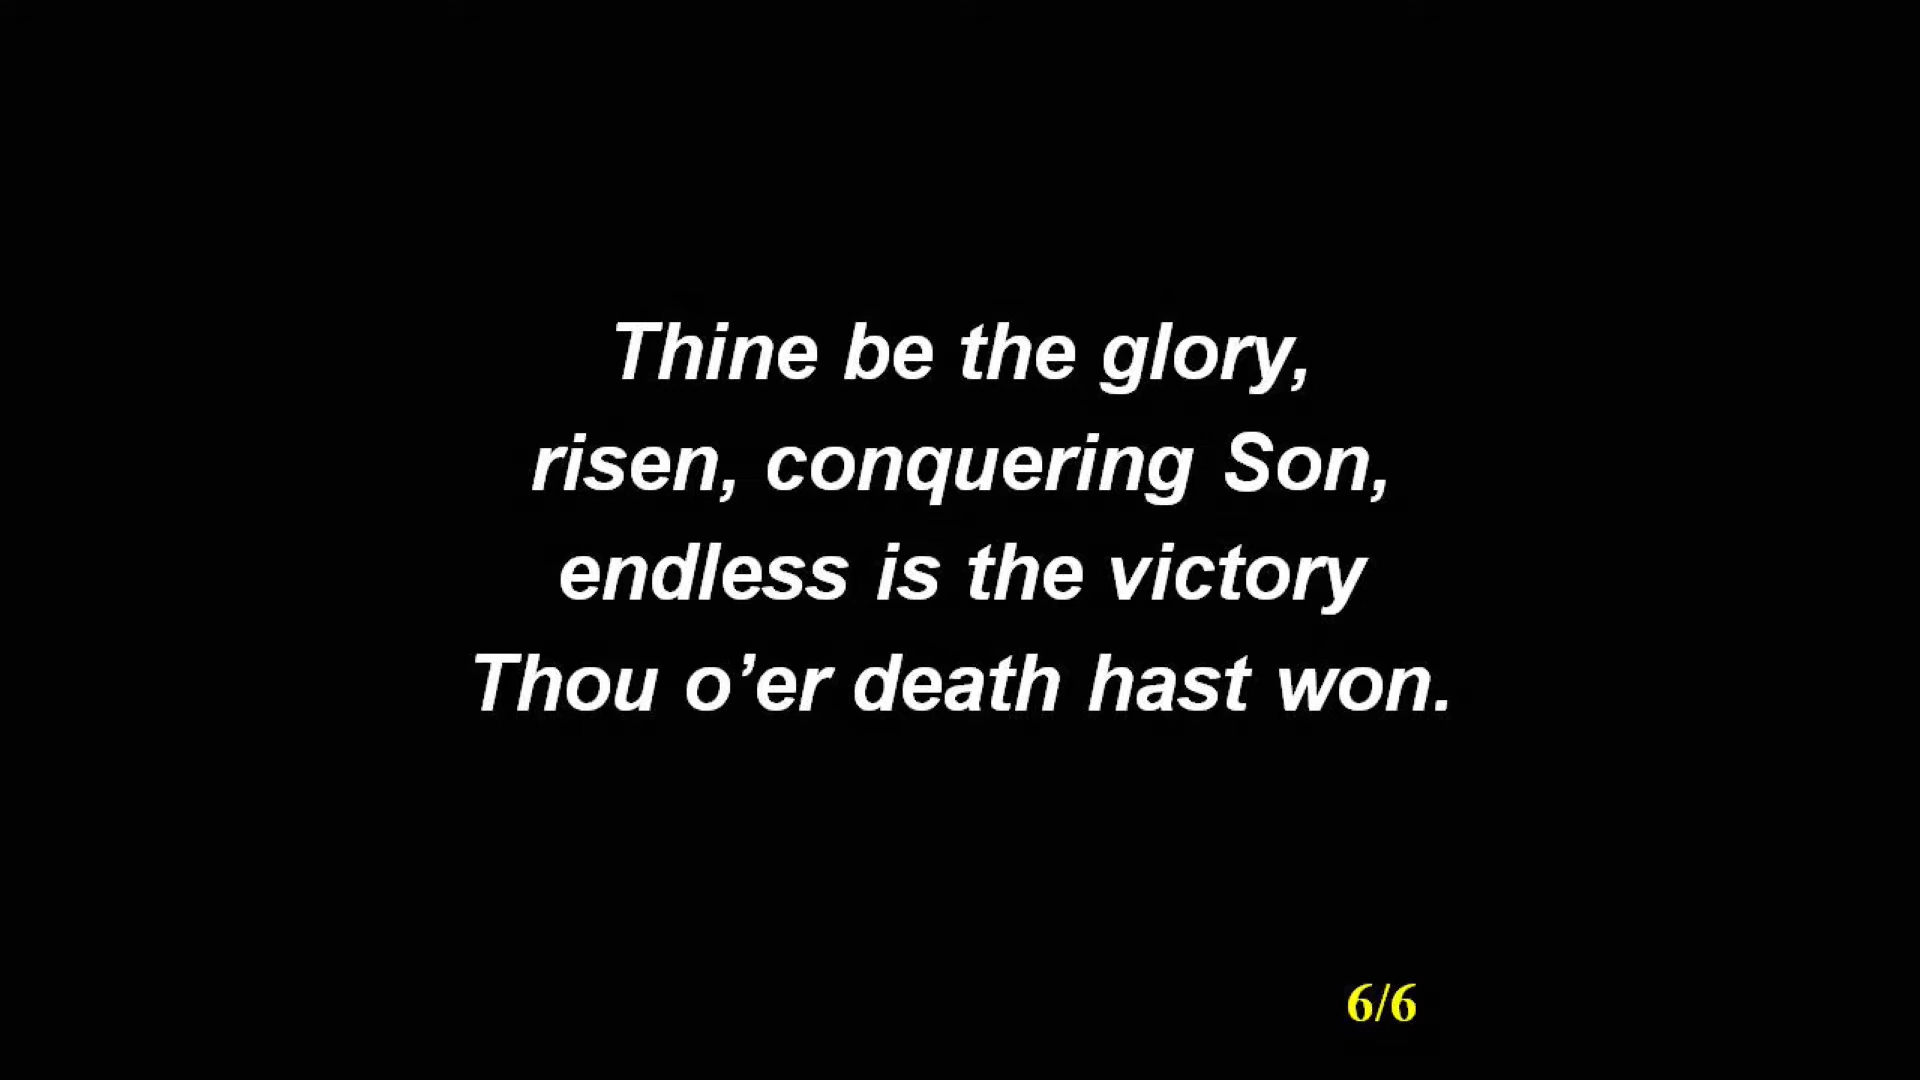 Thine be the glory,
risen, conquering Son,
endless is the victory
Thou o’er death hast won.
6/6